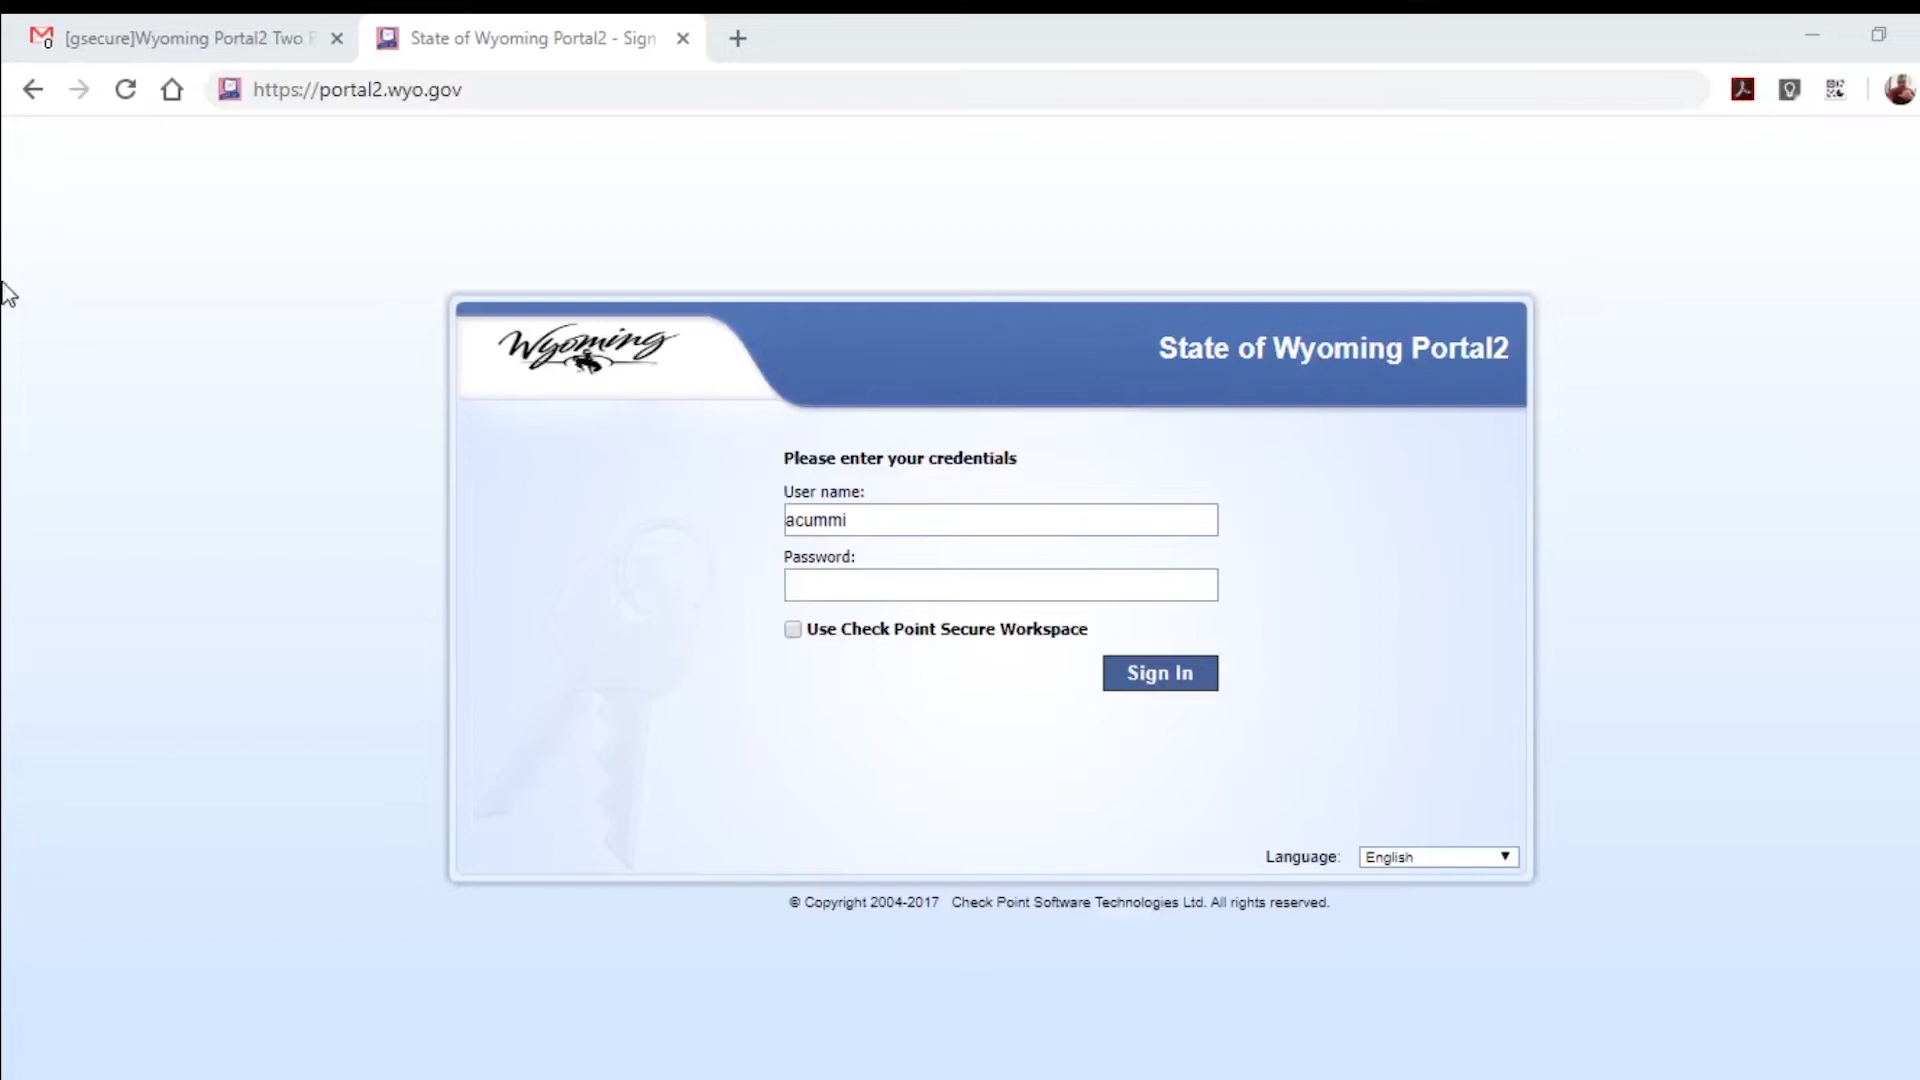 [gsecure]Wyoming Portal2 Two
State of Wyoming Portal2 - Sign
https://portal2.wyo.gov
Wyoming
State of Wyoming Portal2
Please enter your credentials
User name:
acummi
Password:
Use Check Point Secure Workspace
Sign In
Language: English
© Copyright 2004-2017 Check Point Software Technologies Ltd. All rights reserved.